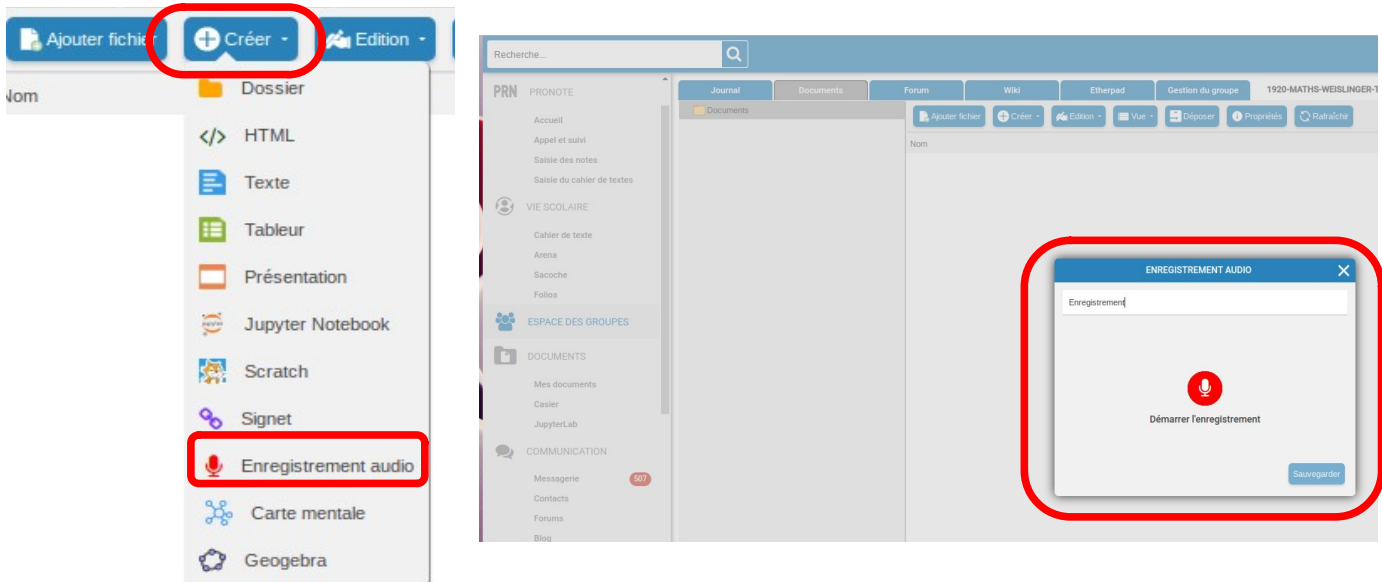 Ajouter fichier
Créer
Edition
Nom
Dossier
</> HTML
Texte
Tableur
Présentation
Jupyter Notebook
Scratch
Signet
Enregistrement audio
Carte mentale
Geogebra
Recherche...
PRN PRONOTE
Accueil
Appel et suivi
Saisie des notes
Saisie du cahier de textes
VIE SCOLAIRE
Cahier de texte
Arena
Sacoche
Folios
ESPACE DES GROUPES
DOCUMENTS
Mes documents
Casier
JupyterLab
COMMUNICATION
Messagerie 507
Contacts
Forums
Blog
Journal Documents Forum Wiki Etherpad Gestion du groupe 1920-MATHS-WEISLINGER-T
Documents
Ajouter fichier Créer Edition Vue Déposer Propriétés Rafraîchir
Nom
ENREGISTREMENT AUDIO
Enregistrement
Démarrer l'enregistrement
Sauvegarder